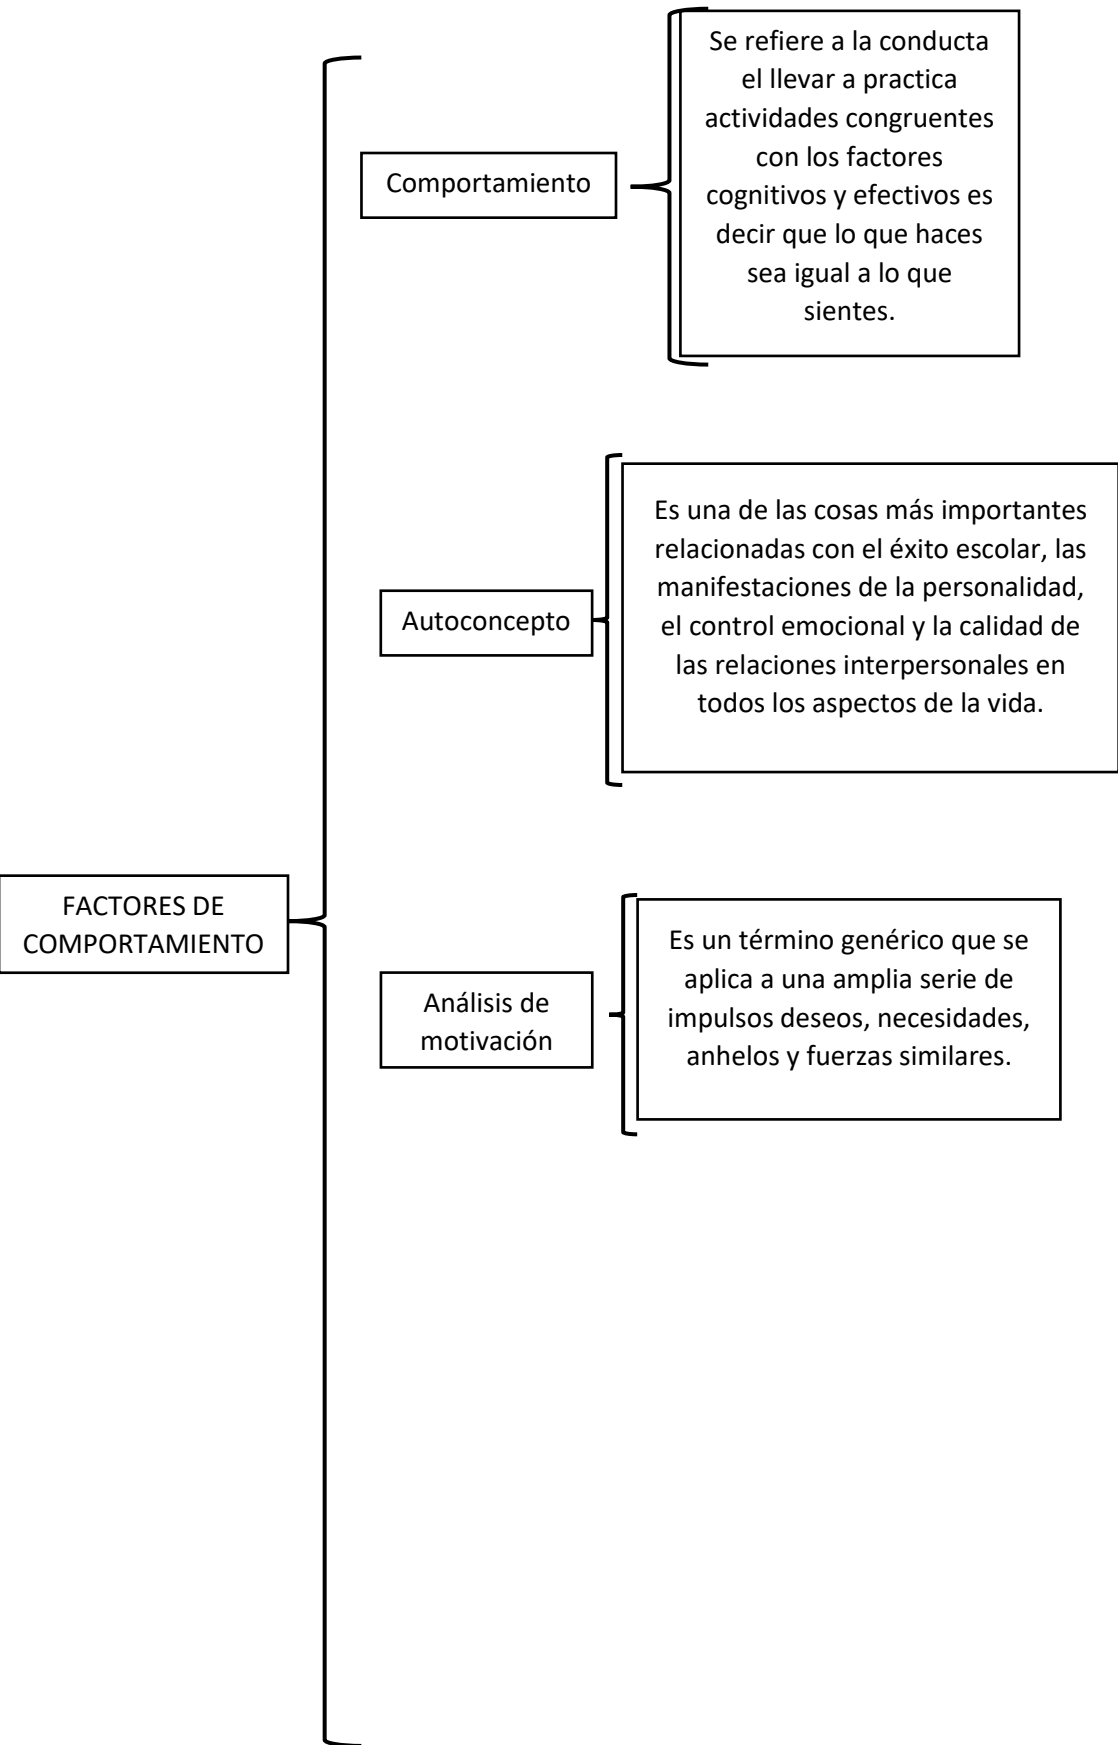 Se refiere a la conducta
el llevar a practica
actividades congruentes
con los factores
cognitivos y efectivos es
decir que lo que haces
sea igual a lo que
sientes.
Comportamiento
Es una de las cosas más importantes
relacionadas con el éxito escolar, las
manifestaciones de la personalidad,
el control emocional y la calidad de
las relaciones interpersonales en
todos los aspectos de la vida.
Autoconcepto
FACTORES DE
COMPORTAMIENTO
Es un término genérico que se
aplica a una amplia serie de
impulsos deseos, necesidades,
anhelos y fuerzas similares.
Análisis de
motivación